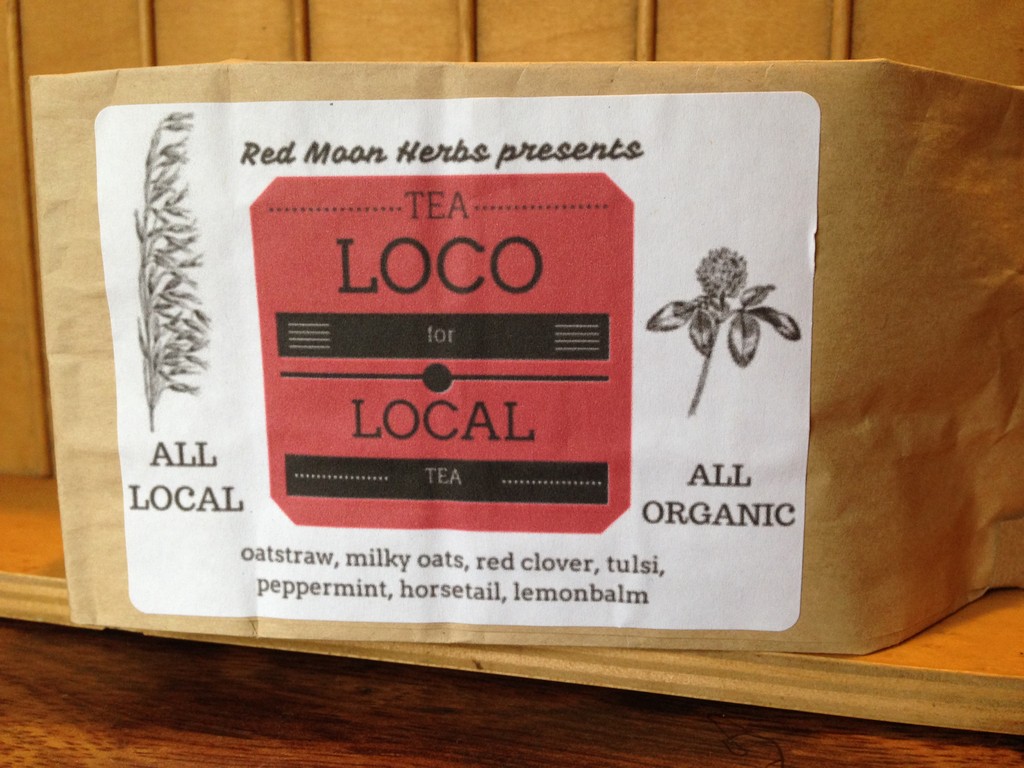 Red Moon Herbs presents
TEA
LOCO
for
LOCAL
TEA
ALL
LOCAL
ALL
ORGANIC
oatstraw, milky oats, red clover, tulsi,
peppermint, horsetail, lemonbalm